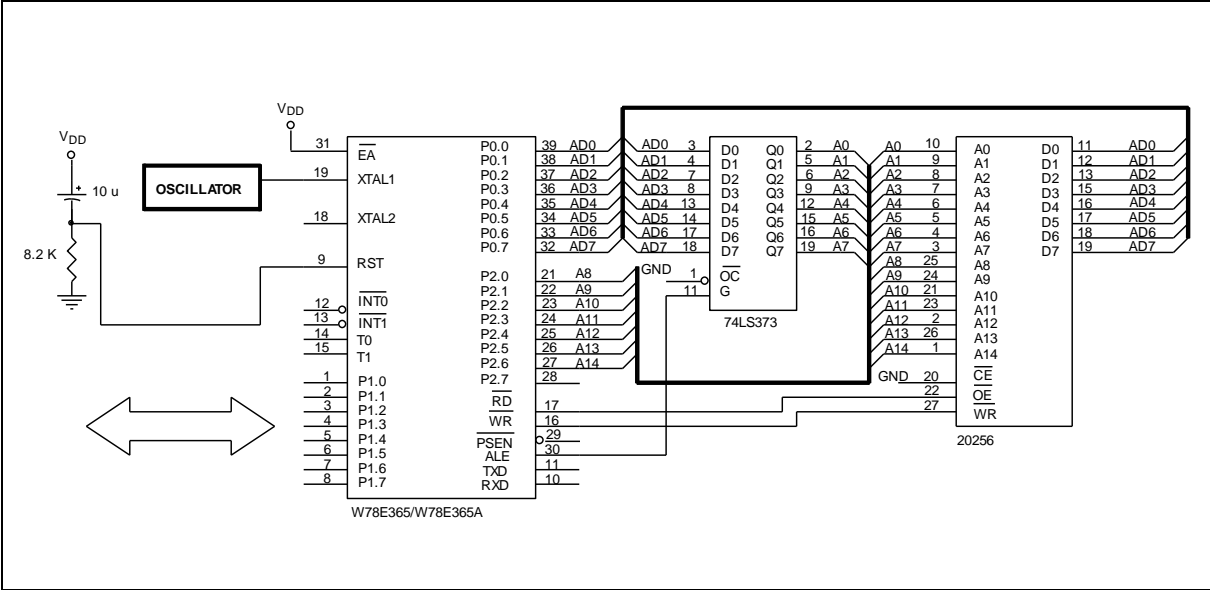 VDD
10 u
8.2 K
OSCILLATOR
VDD
31 EA P0.0 39 AD0
19 XTAL1 P0.1 38 AD1
P0.2 37 AD2
P0.3 36 AD3
P0.4 35 AD4
18 XTAL2 P0.5 34 AD5
P0.6 33 AD6
P0.7 32 AD7
9 RST
P2.0 21 A8
P2.1 22 A9
12 INT0 P2.2 23 A10
13 INT1 P2.3 24 A11
14 T0 P2.4 25 A12
15 T1 P2.5 26 A13
P2.6 27 A14
1 P1.0 P2.7 28
2 P1.1 RD 17
3 P1.2 WR 16
4 P1.3 PSEN 29
5 P1.4 ALE 30
6 P1.5 TXD 11
7 P1.6 RXD 10
8 P1.7
W78E365/W78E365A
AD0 3 D0 Q0 2 A0
AD1 4 D1 Q1 5 A1
AD2 7 D2 Q2 6 A2
AD3 8 D3 Q3 9 A3
AD4 13 D4 Q4 12 A4
AD5 14 D5 Q5 15 A5
AD6 17 D6 Q6 16 A6
AD7 18 D7 Q7 19 A7
GND 1 OC
11 G
74LS373
A0 10 A0 D0 11 AD0
A1 9 A1 D1 12 AD1
A2 8 A2 D2 13 AD2
A3 7 A3 D3 15 AD3
A4 6 A4 D4 16 AD4
A5 5 A5 D5 17 AD5
A6 4 A6 D6 18 AD6
A7 3 A7 D7 19 AD7
A8 25 A8
A9 24 A9
A10 21 A10
A11 23 A11
A12 2 A12
A13 26 A13
A14 1 A14
GND 20 CE
22 OE
27 WR
20256